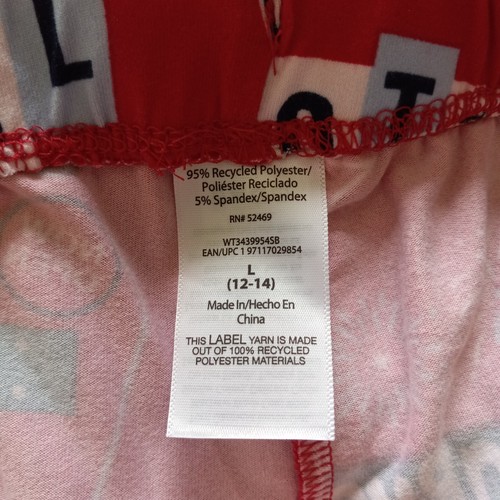 L
T
95% Recycled Polyester/
Poliéster Reciclado
5% Spandex/Spandex
RN# 52469
WT3439954SB
EAN/UPC 1 97117029854
L
(12-14)
Made In/Hecho En
China
THIS LABEL YARN IS MADE
OUT OF 100% RECYCLED
POLYESTER MATERIALS